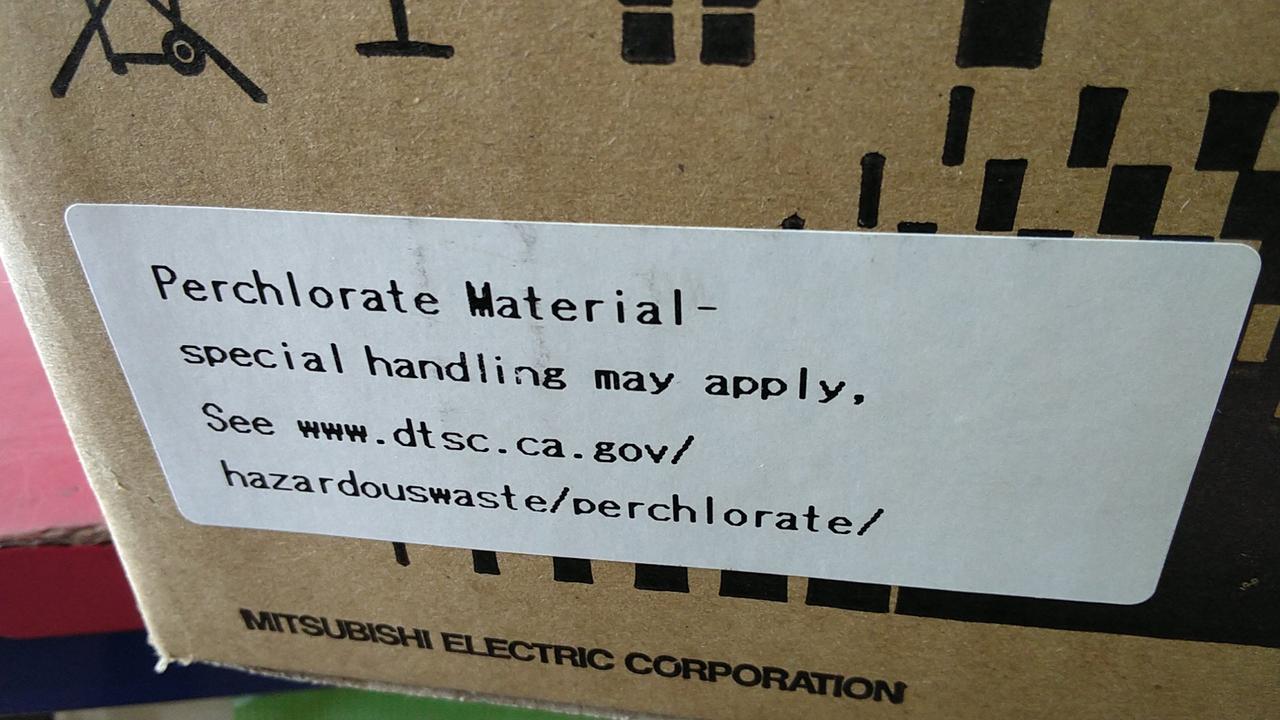 Perchlorate Material-
special handling may apply,
See www.dtsc.ca.gov/
hazardouswaste/perchlorate/
MITSUBISHI ELECTRIC CORPORATION